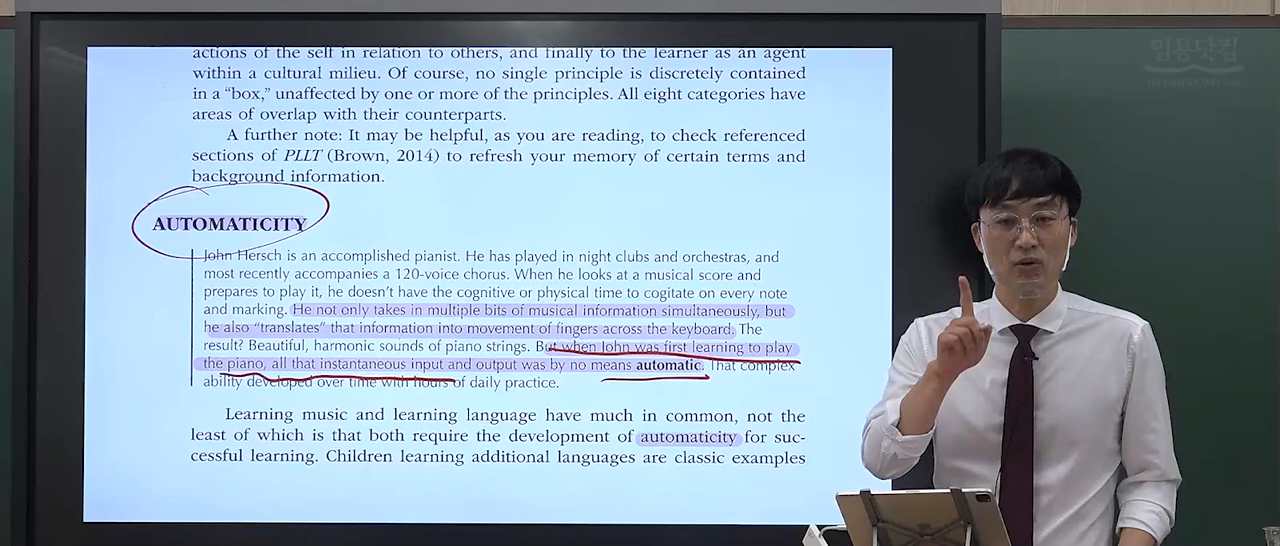 actions of the self in relation to others, and finally to the learner as an agent
within a cultural milieu. Of course, no single principle is discretely contained
in a “box,” unaffected by one or more of the principles. All eight categories have
areas of overlap with their counterparts.
A further note: It may be helpful, as you are reading, to check referenced
sections of PLLT (Brown, 2014) to refresh your memory of certain terms and
background information.
AUTOMATICITY
John Hersch is an accomplished pianist. He has played in night clubs and orchestras, and
most recently accompanies a 120-voice chorus. When he looks at a musical score and
prepares to play it, he doesn’t have the cognitive or physical time to cogitate on every note
and marking. He not only takes in multiple bits of musical information simultaneously, but
he also “translates” that information into movement of fingers across the keyboard. The
result? Beautiful, harmonic sounds of piano strings. But when John was first learning to play
the piano, all that instantaneous input and output was by no means automatic. That complex
ability developed over time with hours of daily practice.
Learning music and learning language have much in common, not the
least of which is that both require the development of automaticity for suc-
cessful learning. Children learning additional languages are classic examples
임용닷컴